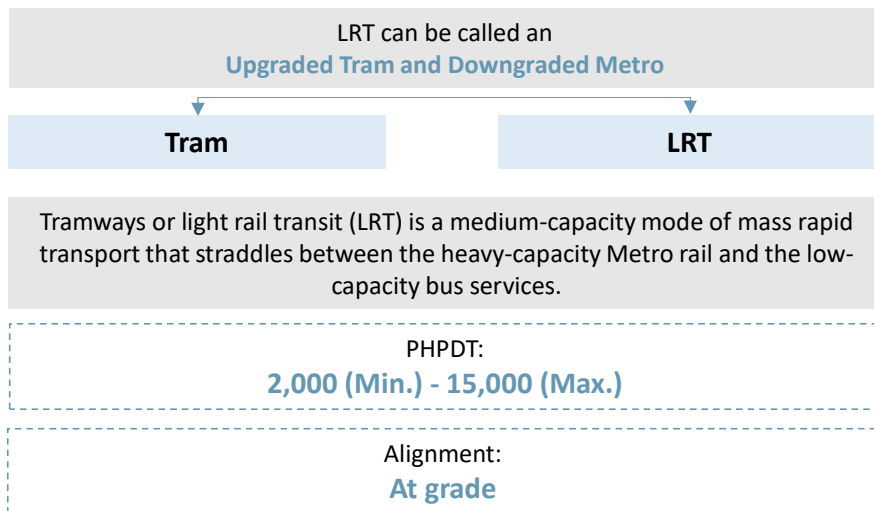 LRT can be called an
Upgraded Tram and Downgraded Metro
Tram
LRT
Tramways or light rail transit (LRT) is a medium-capacity mode of mass rapid
transport that straddles between the heavy-capacity Metro rail and the low-
capacity bus services.
PHPDT:
2,000 (Min.) - 15,000 (Max.)
Alignment:
At grade